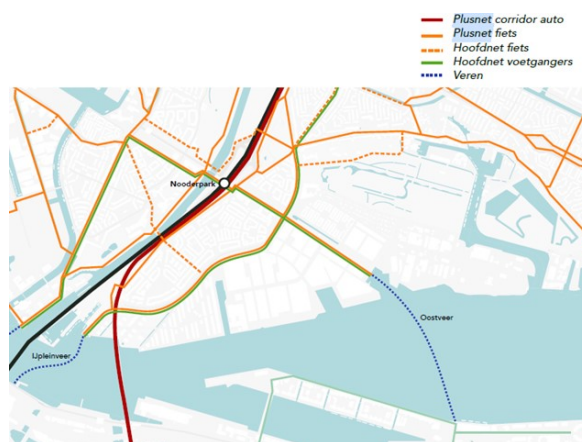 Plusnet corridor auto
Plusnet fiets
Hoofdnet fiets
Hoofdnet voetgangers
Veren
Nooderpark
Oostveer
IJpleinveer